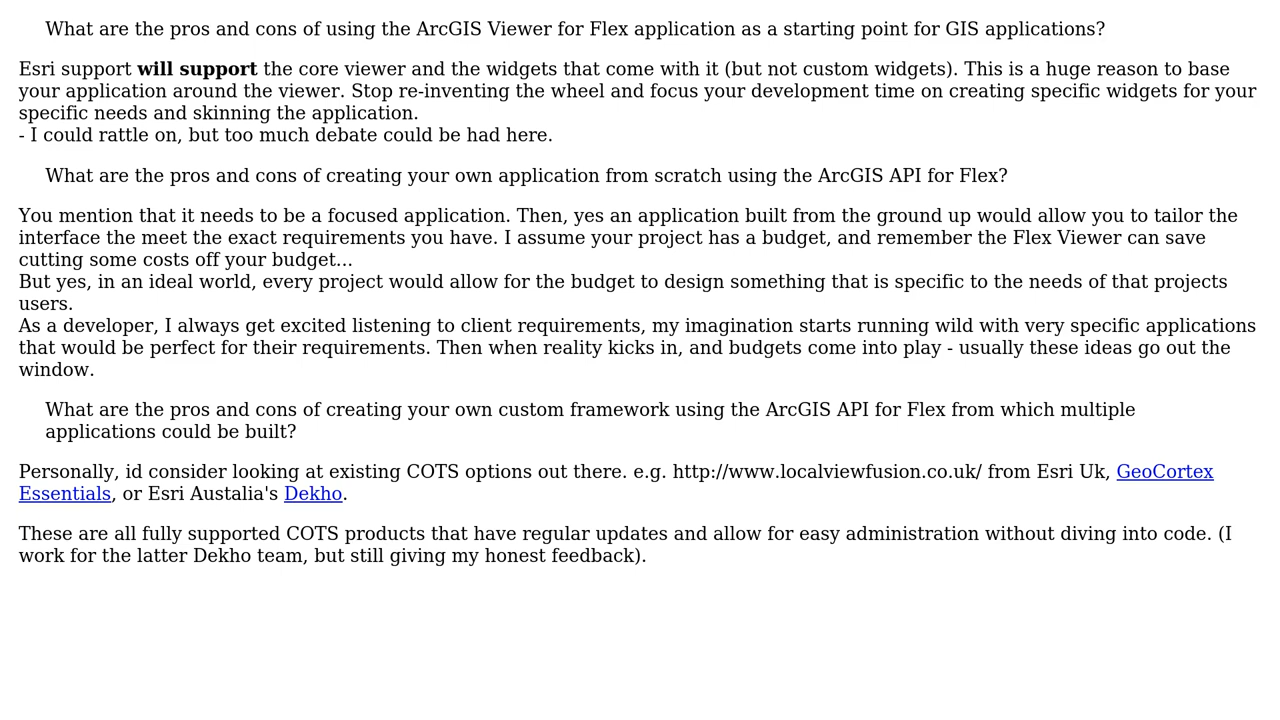 What are the pros and cons of using the ArcGIS Viewer for Flex application as a starting point for GIS applications?
Esri support will support the core viewer and the widgets that come with it (but not custom widgets). This is a huge reason to base
your application around the viewer. Stop re-inventing the wheel and focus your development time on creating specific widgets for your
specific needs and skinning the application.
- I could rattle on, but too much debate could be had here.
What are the pros and cons of creating your own application from scratch using the ArcGIS API for Flex?
You mention that it needs to be a focused application. Then, yes an application built from the ground up would allow you to tailor the
interface the meet the exact requirements you have. I assume your project has a budget, and remember the Flex Viewer can save
cutting some costs off your budget...
But yes, in an ideal world, every project would allow for the budget to design something that is specific to the needs of that projects
users.
As a developer, I always get excited listening to client requirements, my imagination starts running wild with very specific applications
that would be perfect for their requirements. Then when reality kicks in, and budgets come into play - usually these ideas go out the
window.
What are the pros and cons of creating your own custom framework using the ArcGIS API for Flex from which multiple
applications could be built?
Personally, id consider looking at existing COTS options out there. e.g. http://www.localviewfusion.co.uk/ from Esri Uk, GeoCortex
Essentials, or Esri Austalia's Dekho.
These are all fully supported COTS products that have regular updates and allow for easy administration without diving into code. (I
work for the latter Dekho team, but still giving my honest feedback).